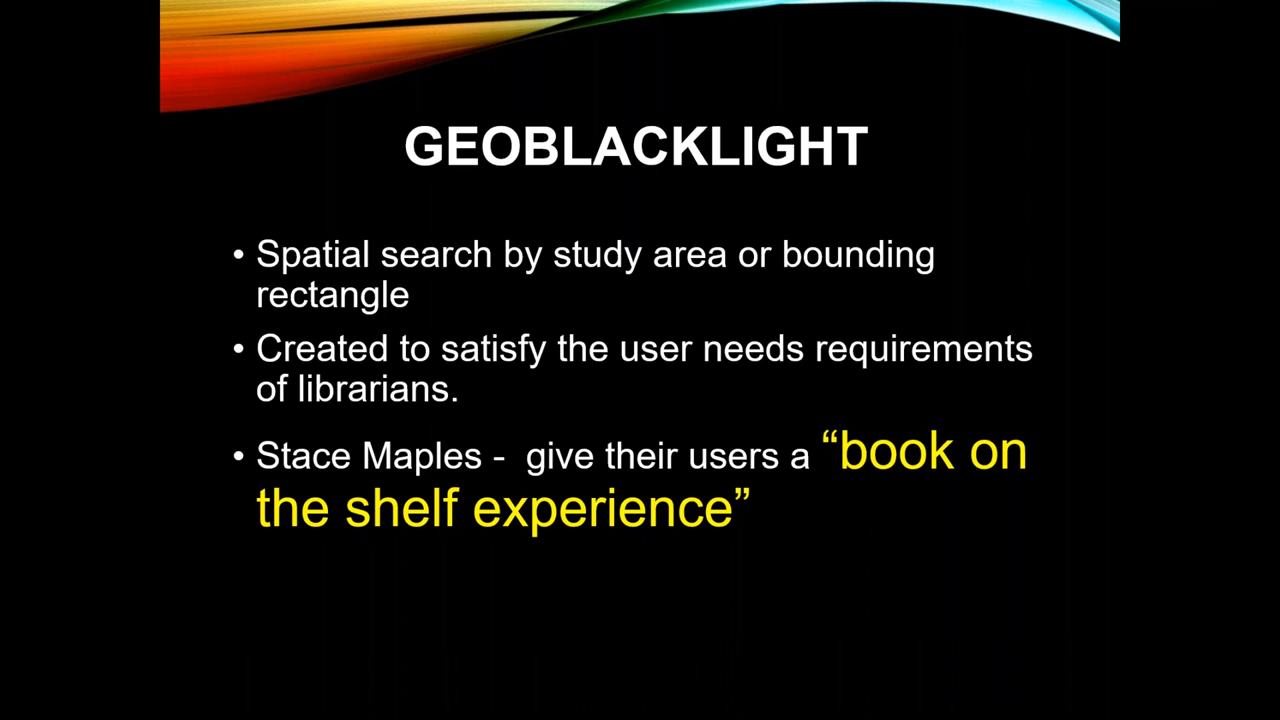 GEOBLACKLIGHT
• Spatial search by study area or bounding
rectangle
• Created to satisfy the user needs requirements
of librarians.
• Stace Maples -  give their users a “book on
the shelf experience”